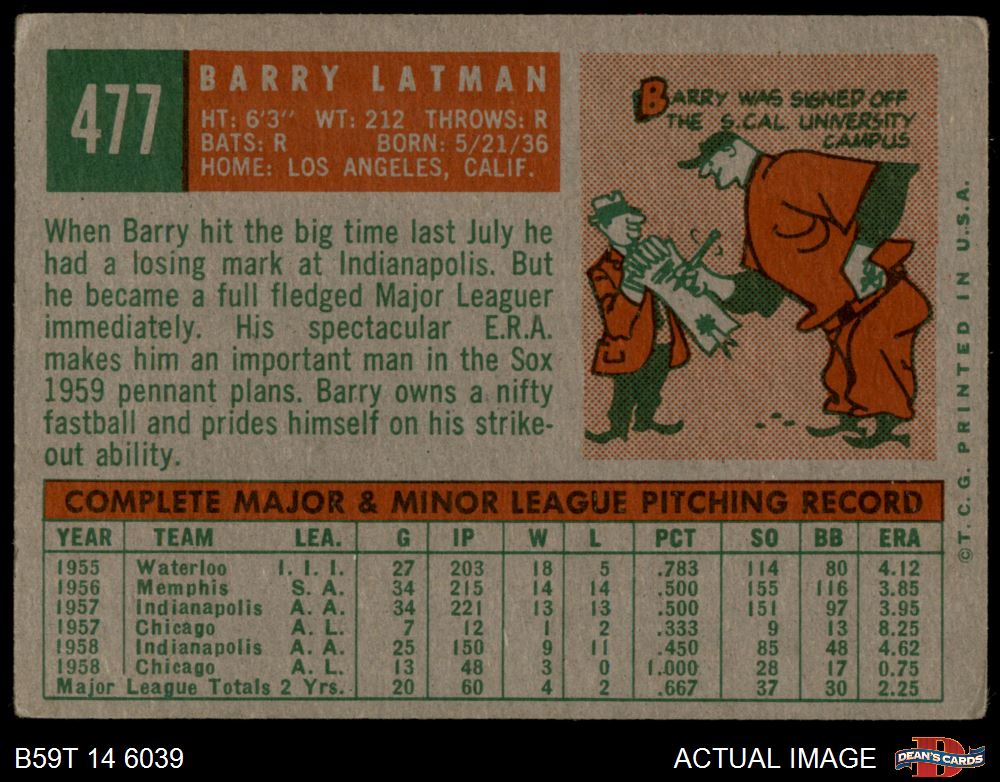 477
BARRY LATMAN
HT: 6'3" WT: 212 THROWS: R
BATS: R BORN: 5/21/36
HOME: LOS ANGELES, CALIF.
BARRY WAS SIGNED OFF
THE S.CAL. UNIVERSITY
CAMPUS
When Barry hit the big time last July he
had a losing mark at Indianapolis. But
he became a full fledged Major Leaguer
immediately. His spectacular E.R.A.
makes him an important man in the Sox
1959 pennant plans. Barry owns a nifty
fastball and prides himself on his strike-
out ability.
COMPLETE MAJOR & MINOR LEAGUE PITCHING RECORD
YEAR TEAM LEA. G IP W L PCT SO BB ERA
1955 Waterloo I. I. I. 27 203 18 5 .783 114 80 4.12
1956 Memphis S. A. 34 215 14 14 .500 155 116 3.85
1957 Indianapolis A. A. 34 221 13 13 .500 151 97 3.95
1957 Chicago A. L. 7 12 1 2 .333 9 13 8.25
1958 Indianapolis A. A. 25 150 9 11 .450 85 48 4.62
1958 Chicago A. L. 13 48 3 0 1.000 28 17 0.75
Major League Totals 2 Yrs. 20 60 4 2 .667 37 30 2.25
©T.C.G. PRINTED IN U.S.A.
B59T 14 6039
ACTUAL IMAGE
DEAN'S CARDS